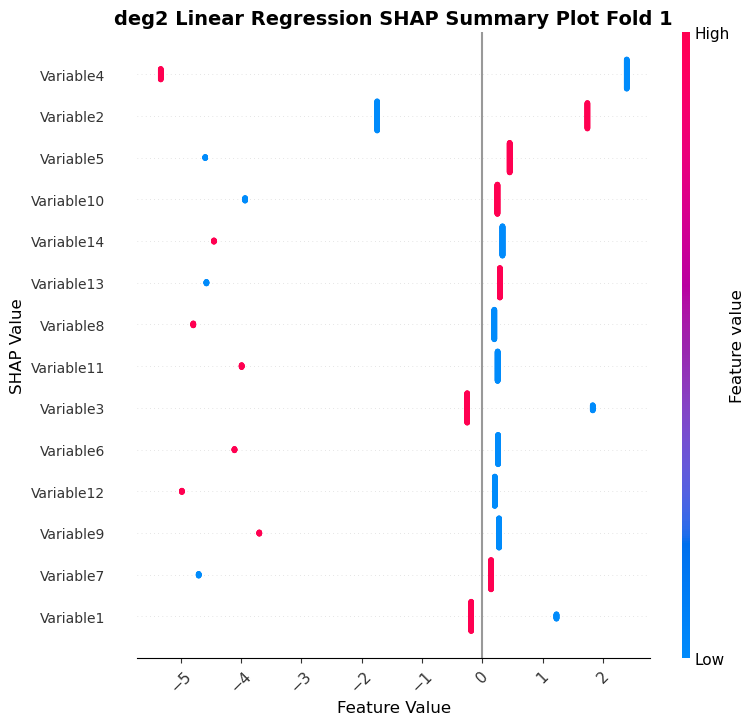 deg2 Linear Regression SHAP Summary Plot Fold 1
High
Variable4
Variable2
Variable5
Variable10
Variable14
Variable13
Variable8
Variable11
Variable3
Variable6
Variable12
Variable9
Variable7
Variable1
SHAP Value
Feature value
Low
−5
−4
−3
−2
−1
0
1
2
Feature Value